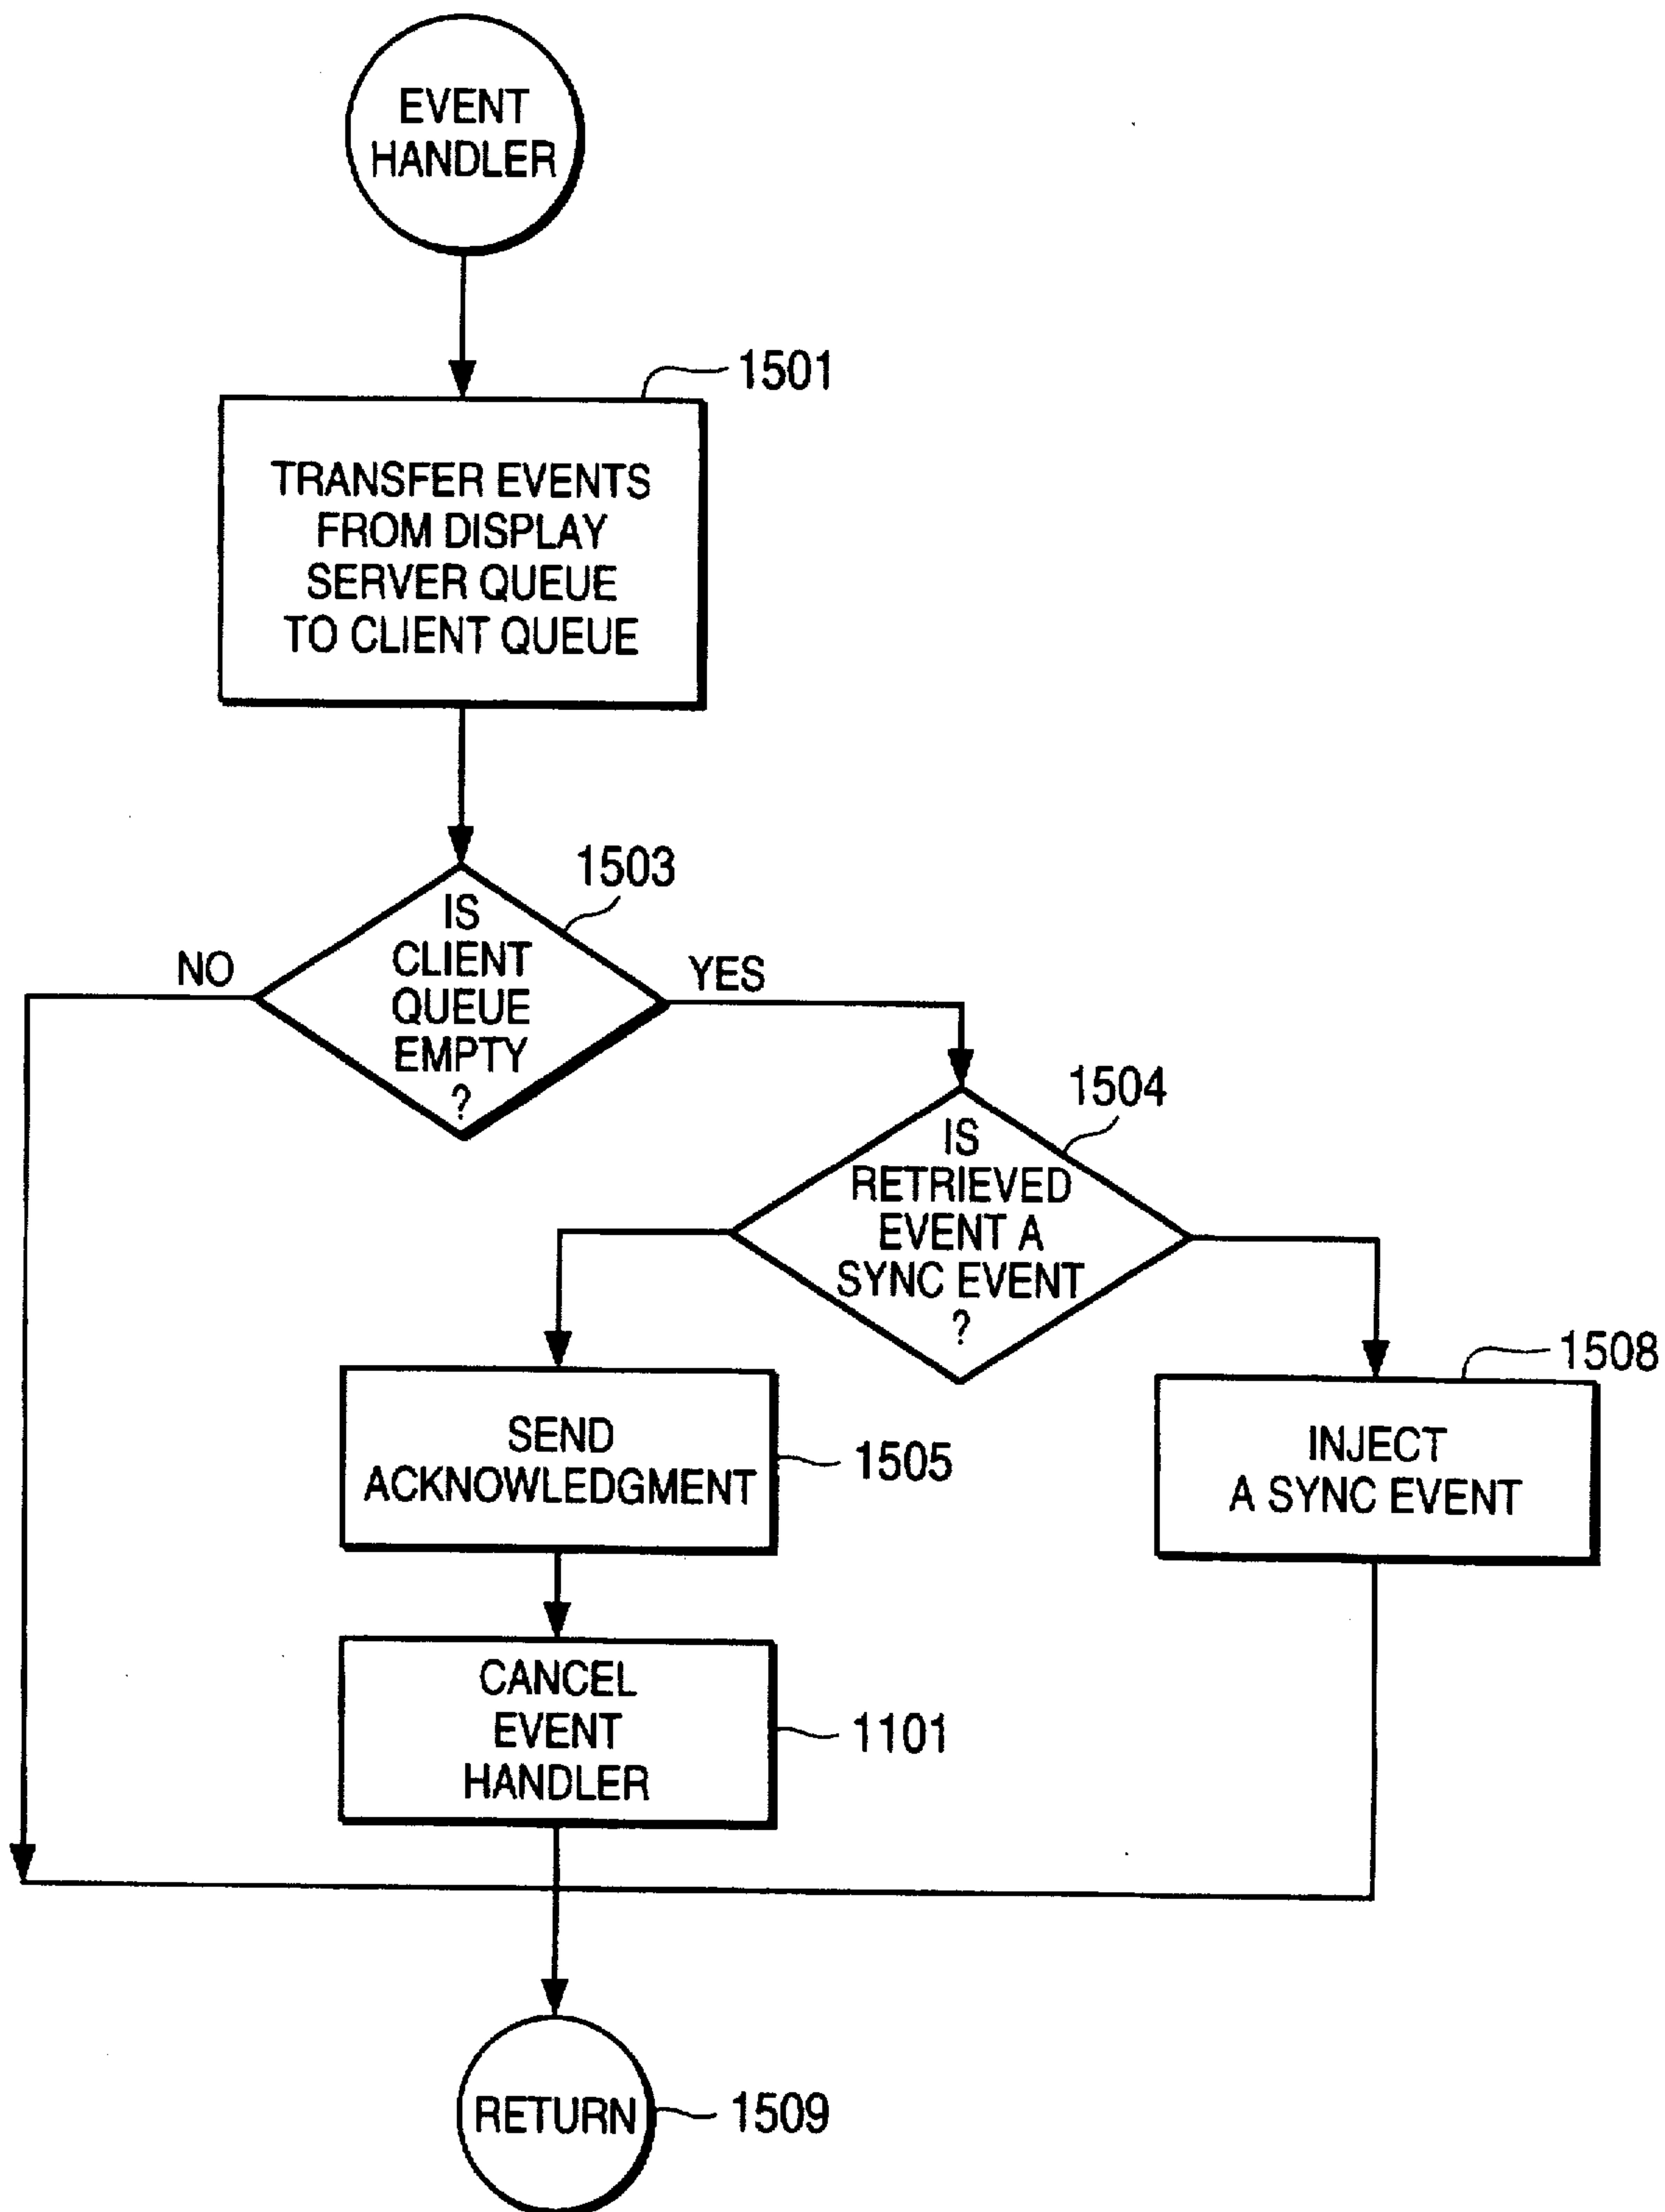 EVENT
HANDLER
1501
TRANSFER EVENTS
FROM DISPLAY
SERVER QUEUE
TO CLIENT QUEUE
1503
IS
CLIENT
QUEUE
EMPTY
?
NO
YES
1504
IS
RETRIEVED
EVENT A
SYNC EVENT
?
1508
SEND
ACKNOWLEDGMENT
1505
INJECT
A SYNC EVENT
CANCEL
EVENT
HANDLER
1101
RETURN
1509